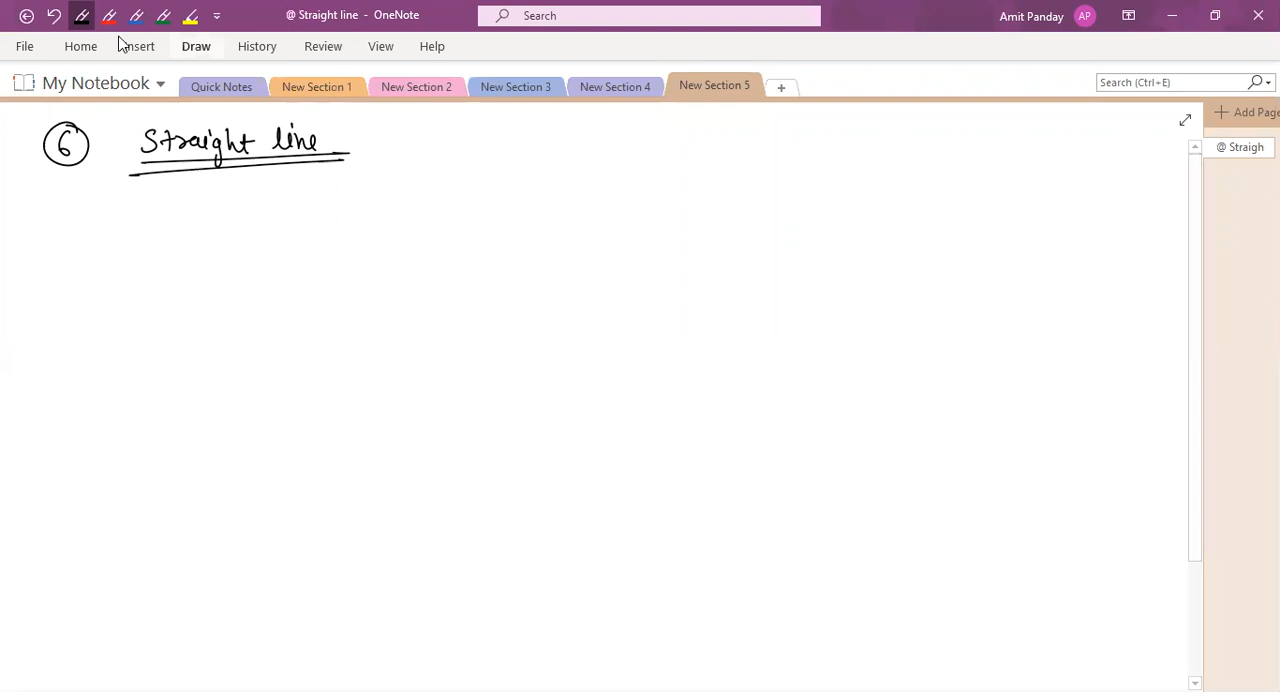 @ Straight line - OneNote
Search
Amit Panday AP
File Home Insert Draw History Review View Help
My Notebook Quick Notes New Section 1 New Section 2 New Section 3 New Section 4 New Section 5 + Search (Ctrl+E)
Add Page
@ Straigh
6 Straight line